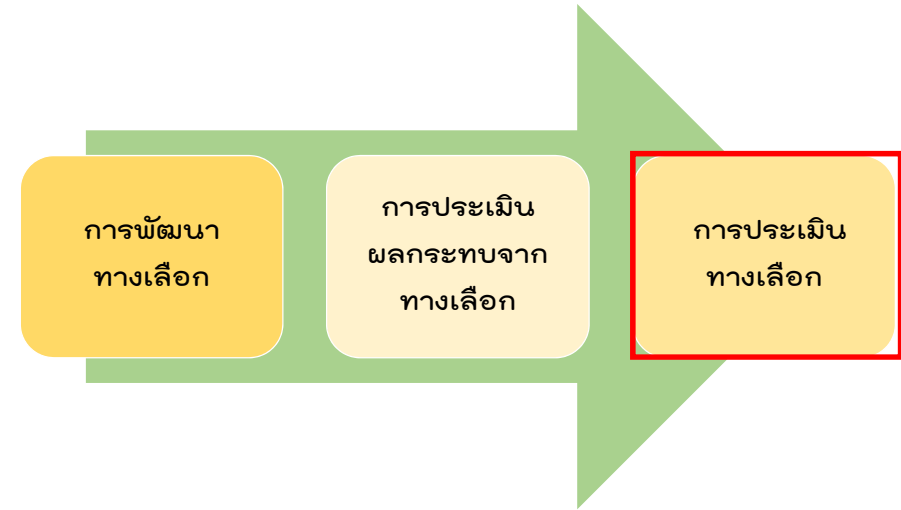 การพัฒนา
ทางเลือก
การประเมิน
ผลกระทบจาก
ทางเลือก
การประเมิน
ทางเลือก